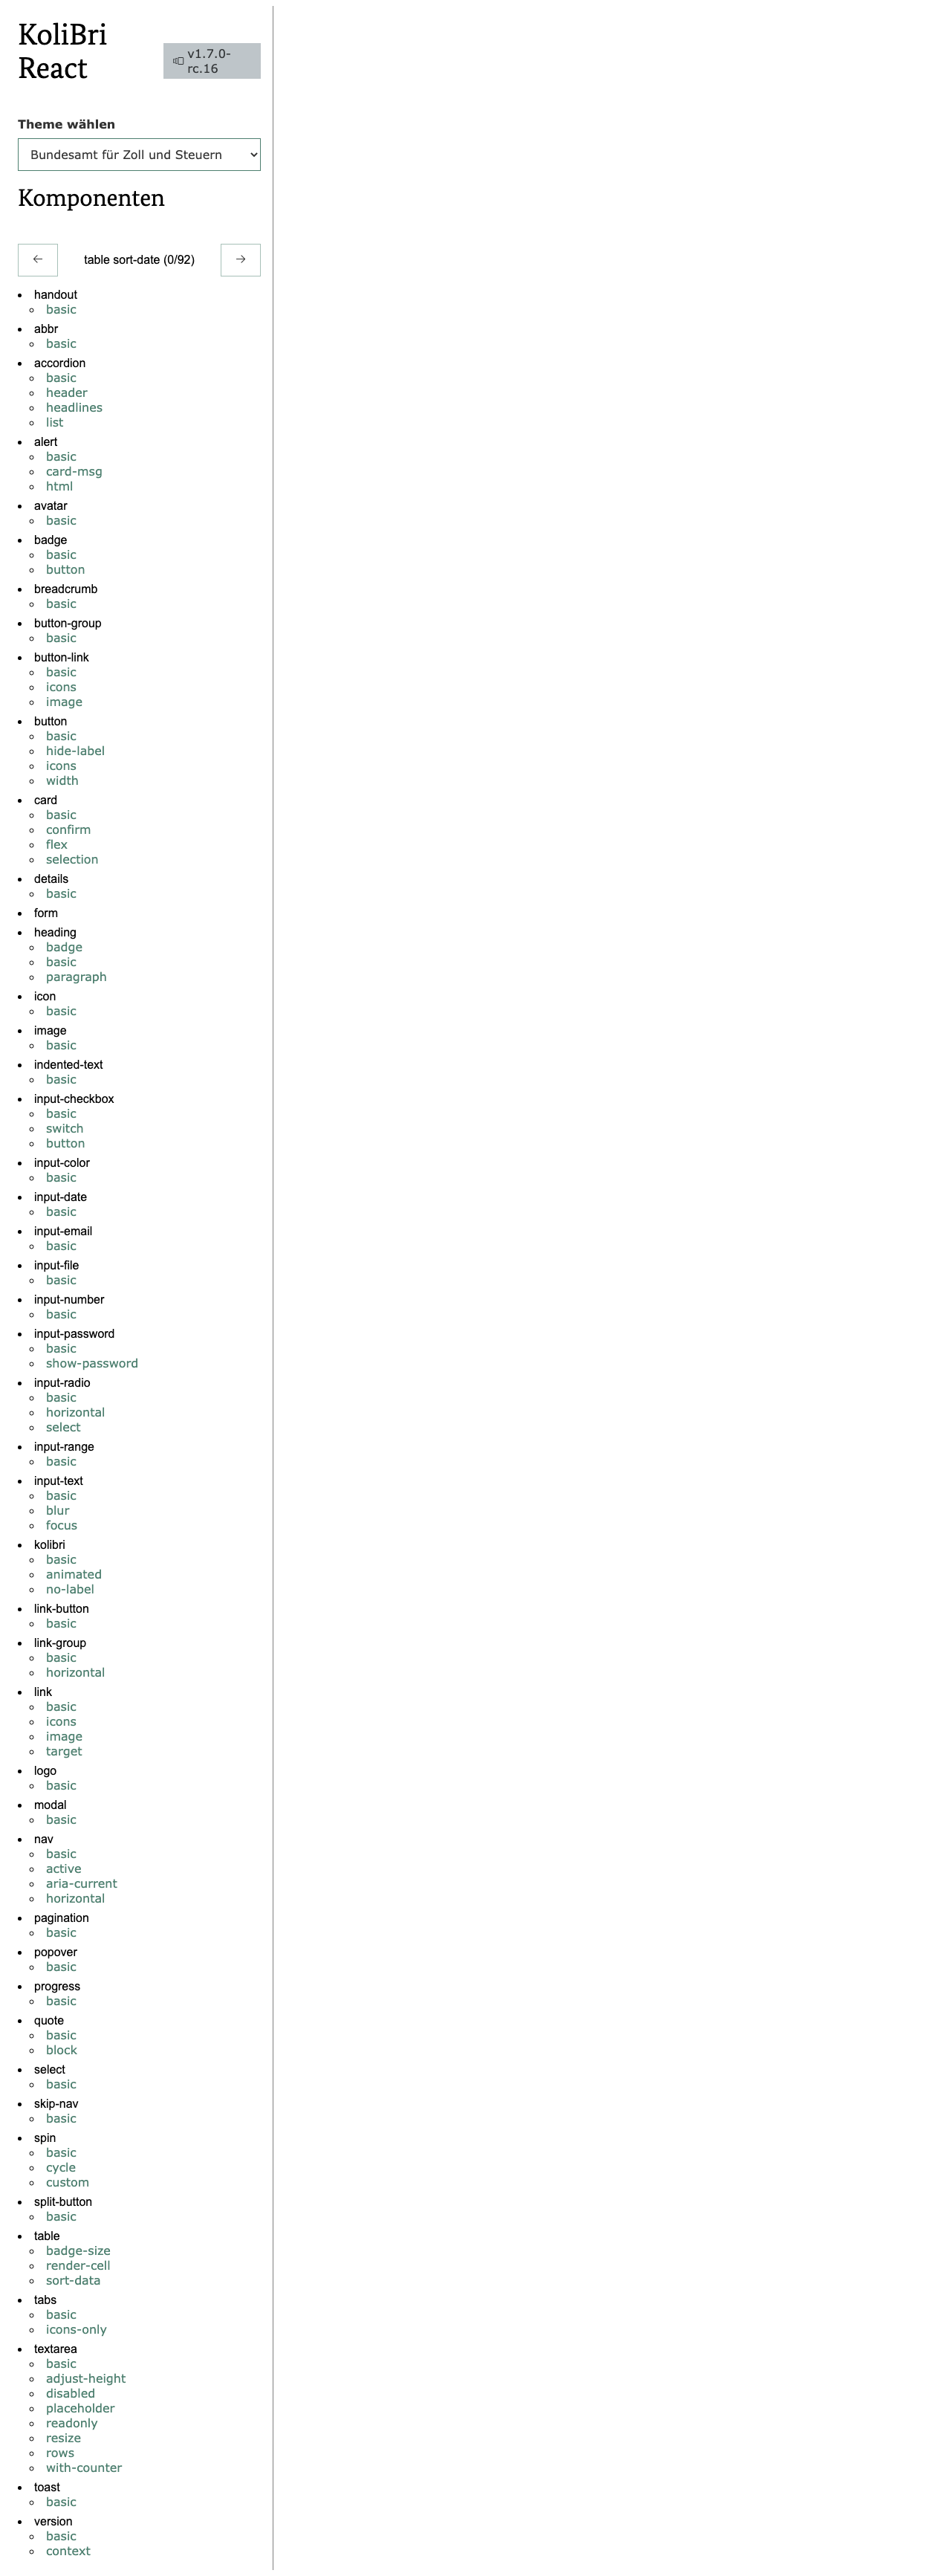 KoliBri
React
v1.7.0-
rc.16
Theme wählen
Bundesamt für Zoll und Steuern
Komponenten
table sort-date (0/92)
handout
basic
abbr
basic
accordion
basic
header
headlines
list
alert
basic
card-msg
html
avatar
basic
badge
basic
button
breadcrumb
basic
button-group
basic
button-link
basic
icons
image
button
basic
hide-label
icons
width
card
basic
confirm
flex
selection
details
basic
form
heading
badge
basic
paragraph
icon
basic
image
basic
indented-text
basic
input-checkbox
basic
switch
button
input-color
basic
input-date
basic
input-email
basic
input-file
basic
input-number
basic
input-password
basic
show-password
input-radio
basic
horizontal
select
input-range
basic
input-text
basic
blur
focus
kolibri
basic
animated
no-label
link-button
basic
link-group
basic
horizontal
link
basic
icons
image
target
logo
basic
modal
basic
nav
basic
active
aria-current
horizontal
pagination
basic
popover
basic
progress
basic
quote
basic
block
select
basic
skip-nav
basic
spin
basic
cycle
custom
split-button
basic
table
badge-size
render-cell
sort-data
tabs
basic
icons-only
textarea
basic
adjust-height
disabled
placeholder
readonly
resize
rows
with-counter
toast
basic
version
basic
context